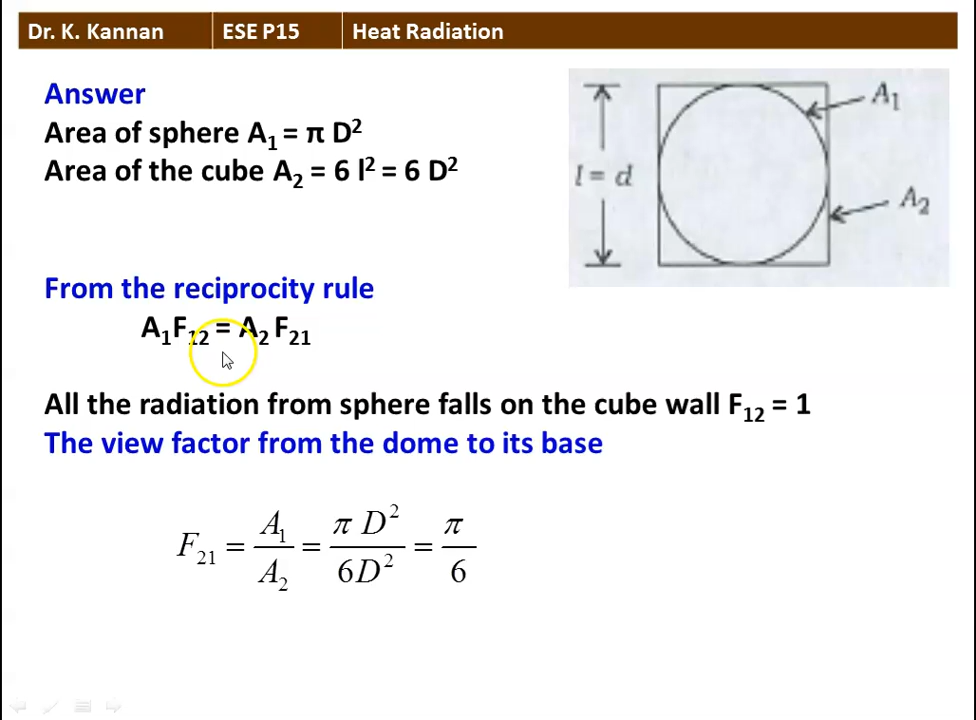 Dr. K. Kannan ESE P15 Heat Radiation
Answer
Area of sphere A₁ = π D²
Area of the cube A₂ = 6 l² = 6 D²
A₁
l = d
A₂
From the reciprocity rule
A₁F₁₂ = A₂ F₂₁
All the radiation from sphere falls on the cube wall F₁₂ = 1
The view factor from the dome to its base
F₂₁ = A₁/A₂ = π D²/6D² = π/6